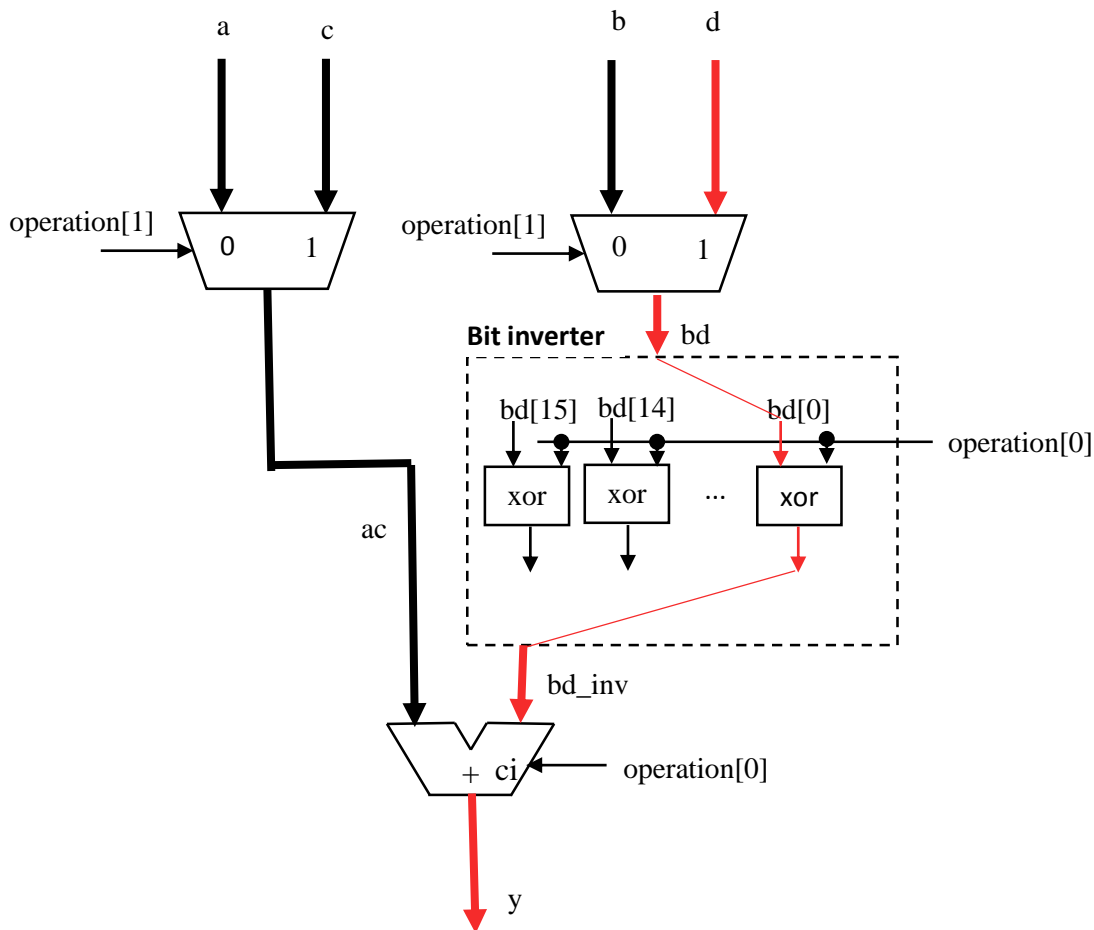 a
c
b
d
operation[1]
0
1
operation[1]
0
1
Bit inverter
bd
bd[15]
bd[14]
bd[0]
operation[0]
xor
xor
...
xor
ac
bd_inv
+
ci
operation[0]
y